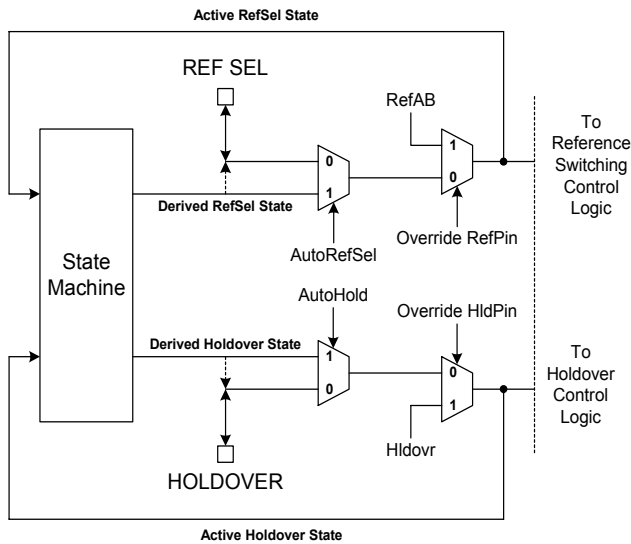 Active RefSel State
REF SEL
RefAB
To
Reference
Switching
Control
Logic
0
1
1
0
Derived RefSel State
AutoRefSel
Override RefPin
State
Machine
AutoHold
Override HldPin
Derived Holdover State
1
0
0
1
To
Holdover
Control
Logic
Hldovr
HOLDOVER
Active Holdover State